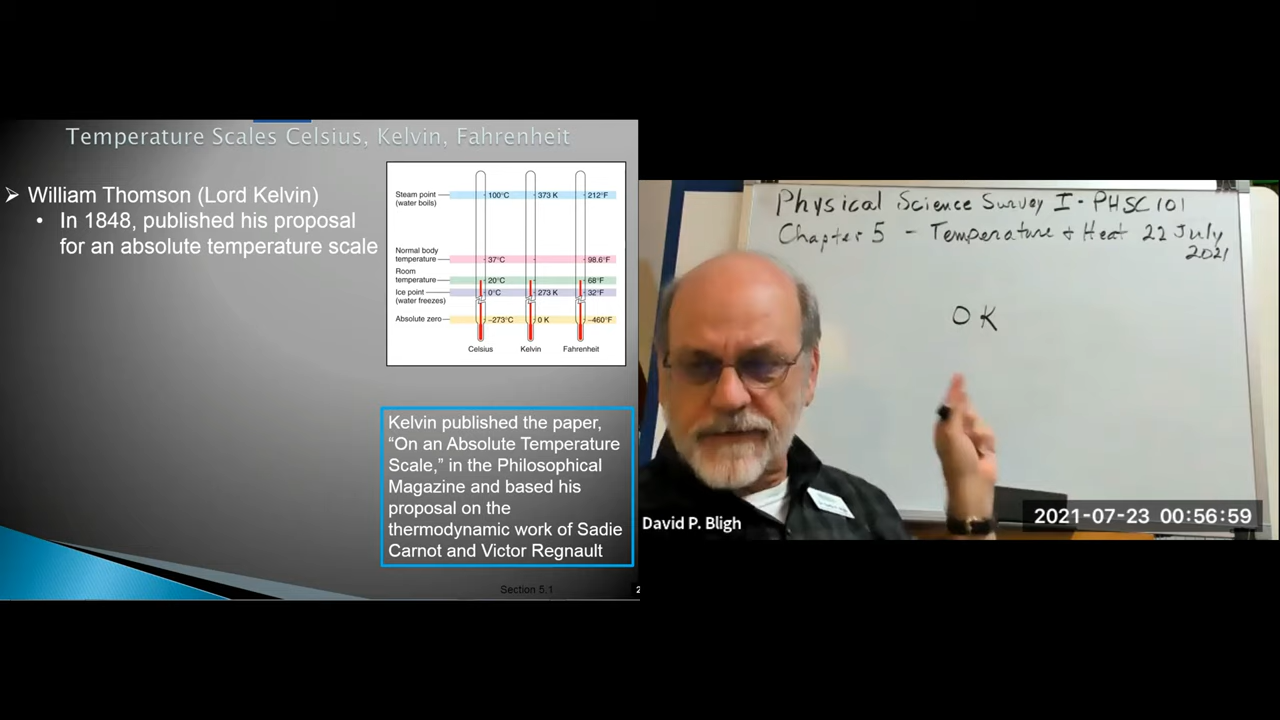 Temperature Scales Celsius, Kelvin, Fahrenheit
William Thomson (Lord Kelvin)
• In 1848, published his proposal
for an absolute temperature scale
Steam point
(water boils)
100°C
373 K
212°F
Normal body
temperature
37°C
98.6°F
Room
temperature
20°C
68°F
Ice point
(water freezes)
0°C
273 K
32°F
Absolute zero
–273°C
0 K
–460°F
Celsius
Kelvin
Fahrenheit
Kelvin published the paper,
“On an Absolute Temperature
Scale,” in the Philosophical
Magazine and based his
proposal on the
thermodynamic work of Sadie
Carnot and Victor Regnault
Section 5.1
Physical Science Survey I - PHSC 101
Chapter 5 - Temperature + Heat 22 July
2021
0 K
David P. Bligh
2021-07-23 00:56:59